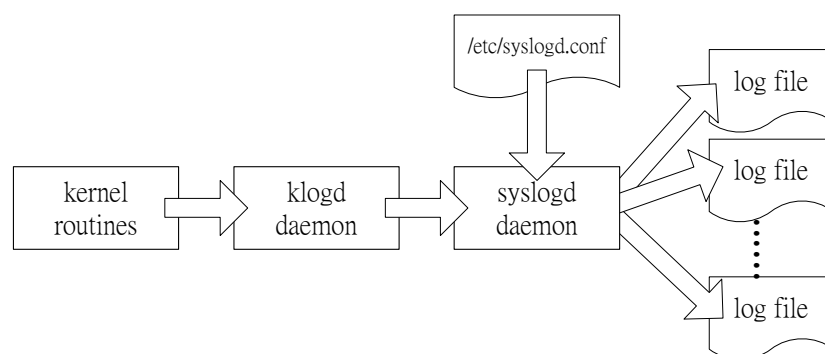 /etc/syslogd.conf
log file
log file
kernel
routines
klogd
daemon
syslogd
daemon
log file